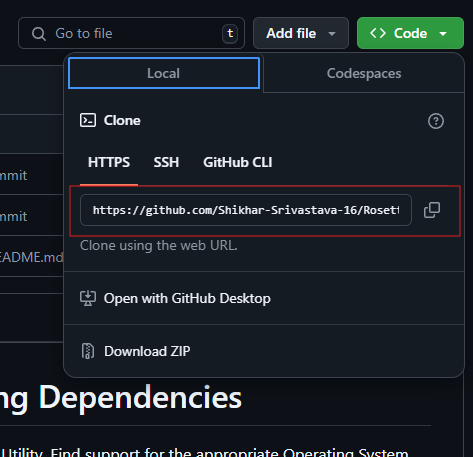 Go to file t Add file Code
Local Codespaces
Clone
HTTPS SSH GitHub CLI
mmit
https://github.com/Shikhar-Srivastava-16/Rosett
mmit
Clone using the web URL.
EADME.md
Open with GitHub Desktop
Download ZIP
ng Dependencies
Utility. Find support for the appropriate Operating System